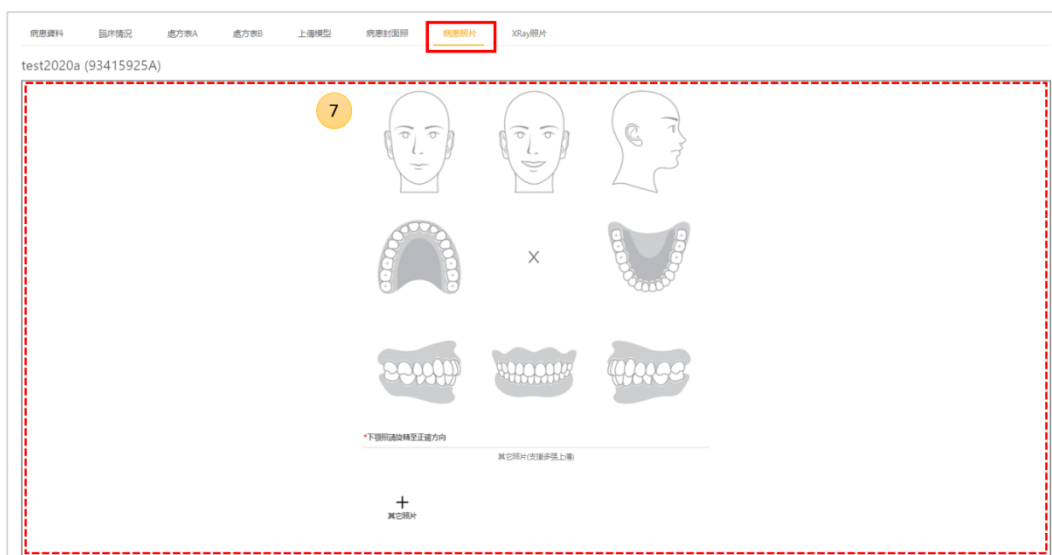 病患資料 臨床情況 處方表A 處方表B 上傳模型 病患封面照 病患照片 XRay照片
test2020a (93415925A)
7
X
*下顎照請旋轉至正確方向
其它照片(支援多張上傳)
+
其它照片